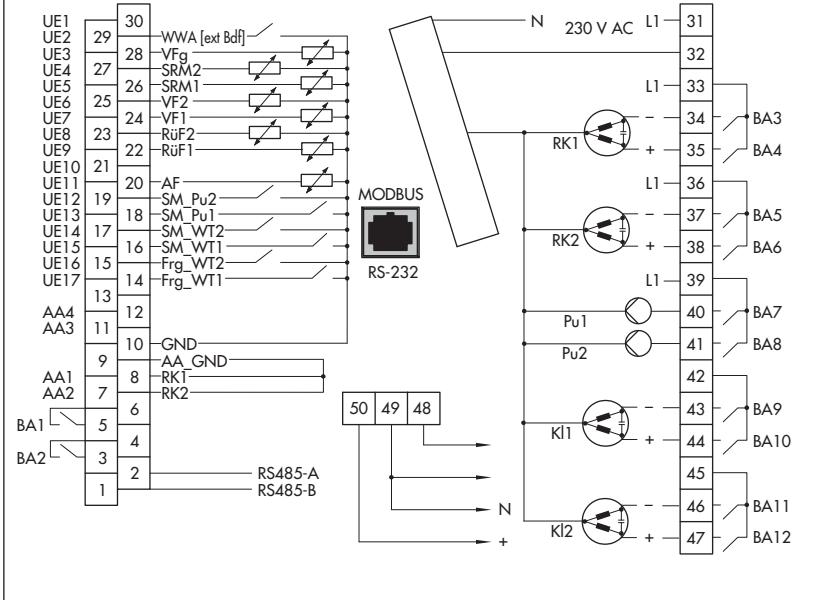 UE1
30
UE2
29
WWA [ext Bdf]
UE3
28
VFg
UE4
27
SRM2
UE5
26
SRM1
UE6
25
VF2
UE7
24
VF1
UE8
23
RüF2
UE9
22
RüF1
UE10
21
UE11
20
AF
UE12
19
SM_Pu2
UE13
18
SM_Pu1
UE14
17
SM_WT2
UE15
16
SM_WT1
UE16
15
Frg_WT2
UE17
14
Frg_WT1
13
AA4
12
AA3
11
10
GND
9
AA_GND
AA1
8
RK1
AA2
7
RK2
6
BA1
5
4
BA2
3
2
RS485-A
1
RS485-B
MODBUS
RS-232
50 49 48
N
+
N
230 V AC
L1
31
32
L1
33
RK1
−
34
BA3
+
35
BA4
L1
36
RK2
−
37
BA5
+
38
BA6
L1
39
Pu1
40
BA7
Pu2
41
BA8
42
Kl1
−
43
BA9
+
44
BA10
45
Kl2
−
46
BA11
+
47
BA12